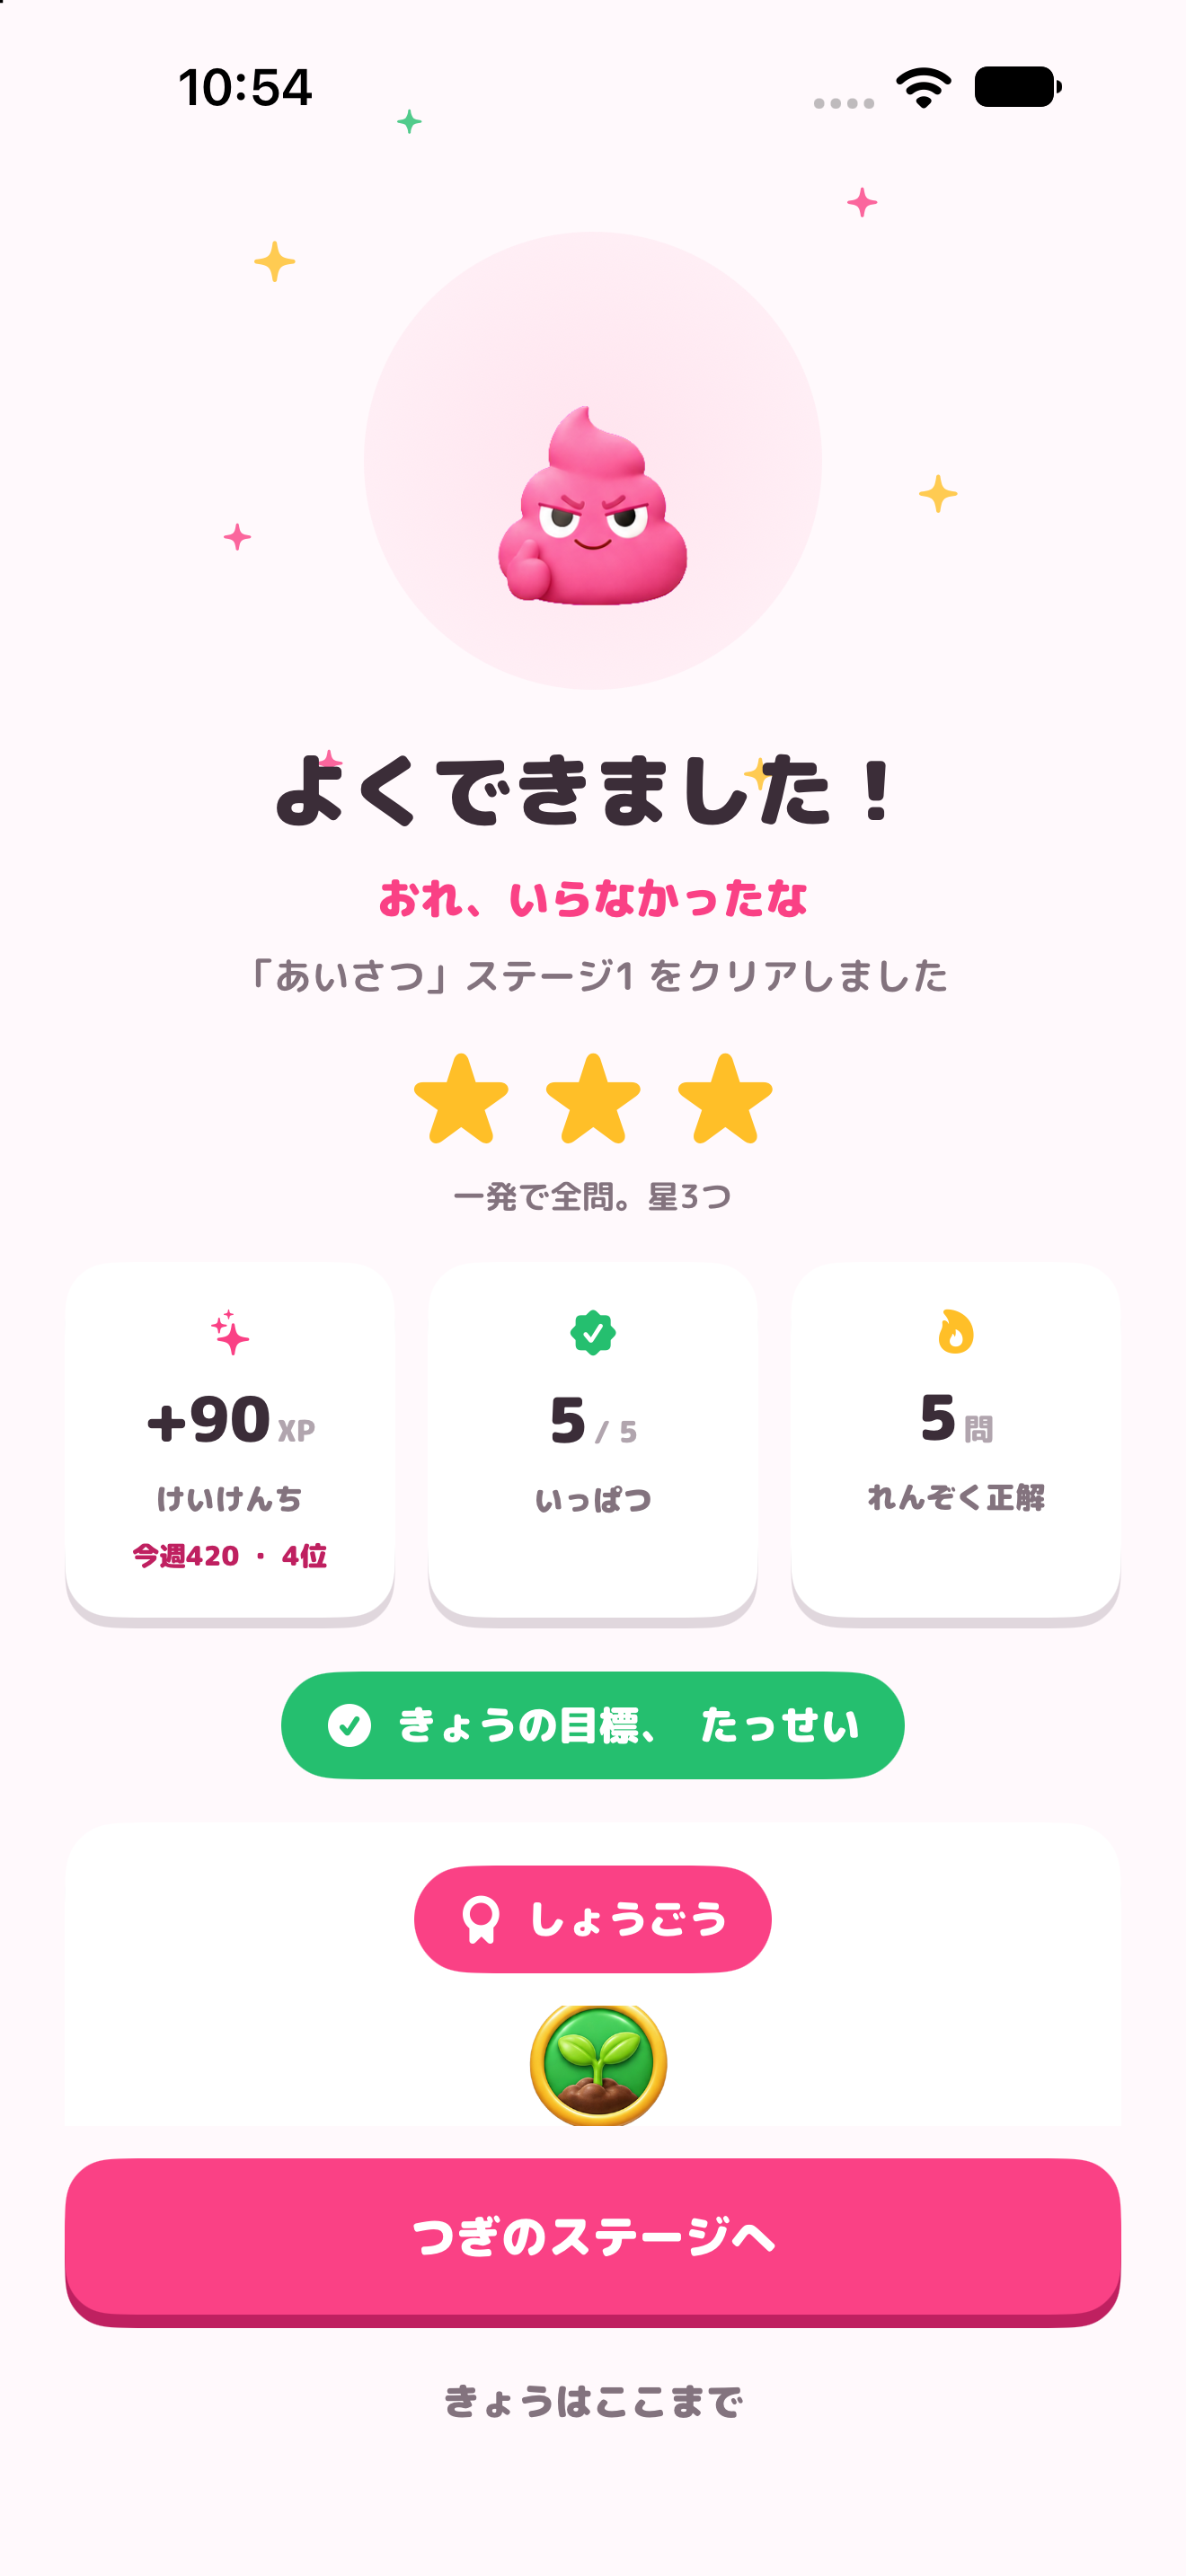 10:54
よくできました！
おれ、いらなかったな
「あいさつ」ステージ1 をクリアしました
一発で全問。星3つ
+90 XP
けいけんち
今週420 · 4位
5 / 5
いっぱつ
5 問
れんぞく正解
きょうの目標、 たっせい
しょうごう
つぎのステージへ
きょうはここまで